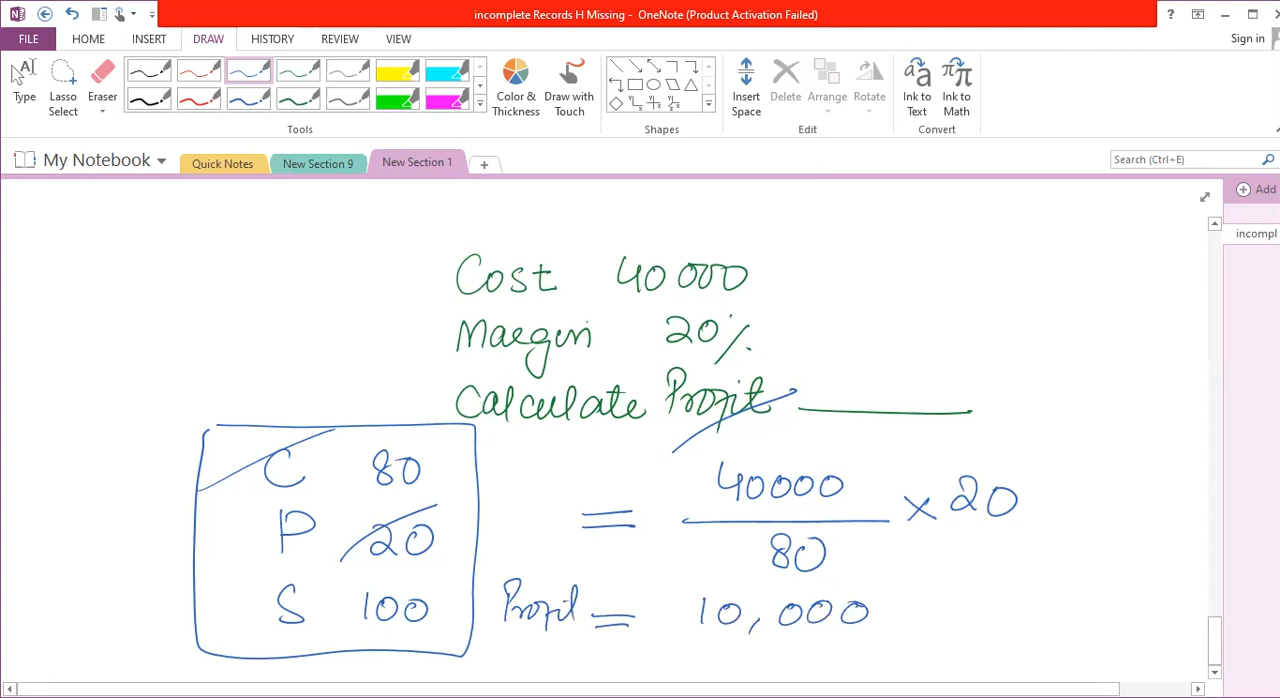 incomplete Records H Missing - OneNote (Product Activation Failed)
?
Sign in
FILE HOME INSERT DRAW HISTORY REVIEW VIEW
Type
Lasso Select
Eraser
Color & Thickness
Draw with Touch
Insert Space
Delete
Arrange
Rotate
Ink to Text
Ink to Math
Tools
Shapes
Edit
Convert
My Notebook
Quick Notes
New Section 9
New Section 1
+
Search (Ctrl+E)
Add
incompl
Cost 40000
Margin 20%
Calculate Profit
C 80
P 20
S 100
= 40000 / 80 × 20
Profit = 10,000